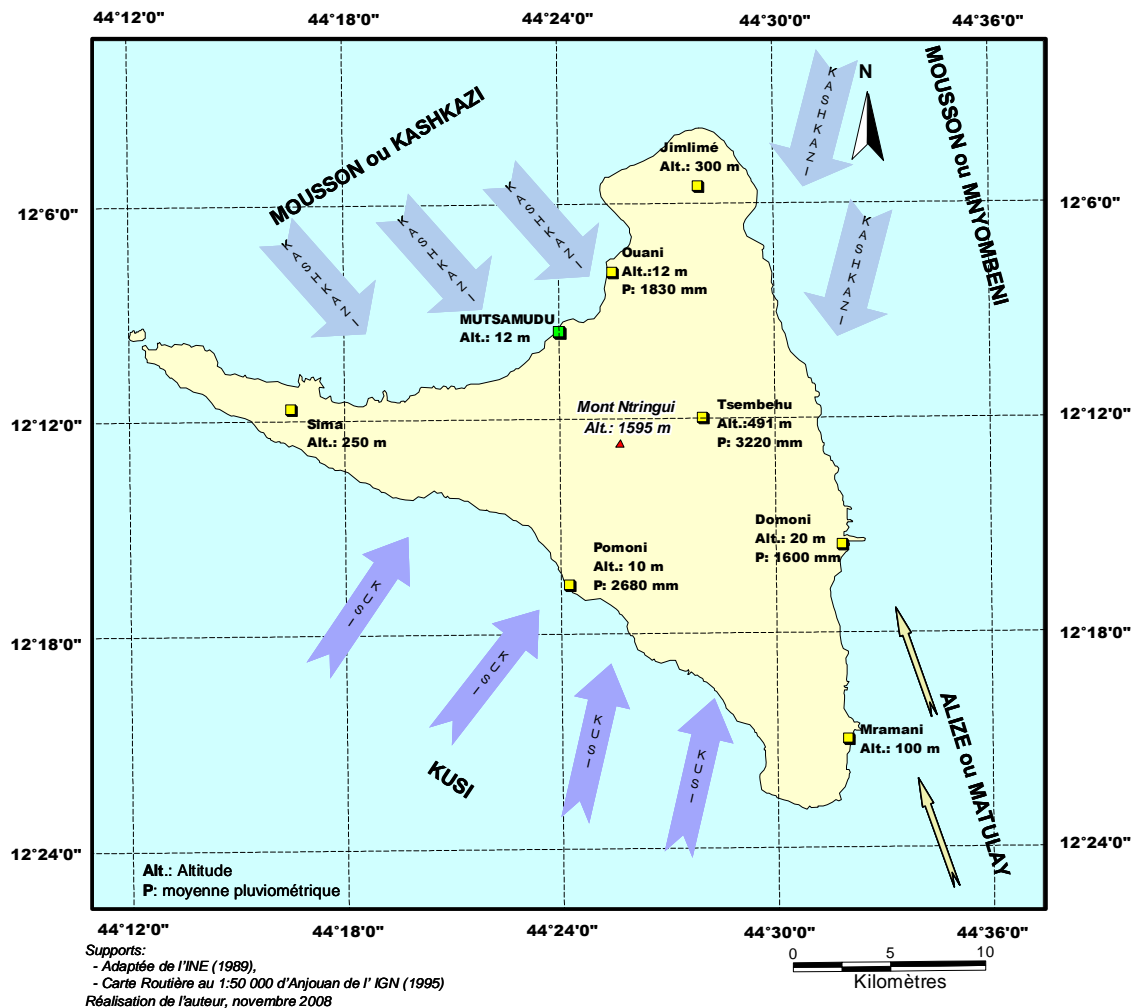 44°12'0" 44°18'0" 44°24'0" 44°30'0" 44°36'0"
MOUSSON ou KASHKAZI
N
MOUSSON ou MNYOMBENI
KASHKAZI
KASHKAZI
KASHKAZI
KASHKAZI
KASHKAZI
Jimlimé
Alt.: 300 m
12°6'0" 12°6'0"
Ouani
Alt.:12 m
P: 1830 mm
MUTSAMUDU
Alt.: 12 m
Mont Ntringui
Alt.: 1595 m
Tsembehu
Alt.:491 m
P: 3220 mm
12°12'0" 12°12'0"
Sima
Alt.: 250 m
Domoni
Alt.: 20 m
P: 1600 mm
Pomoni
Alt.: 10 m
P: 2680 mm
KUSI
KUSI
KUSI
KUSI
12°18'0" 12°18'0"
KUSI
Mramani
Alt.: 100 m
ALIZE ou MATULAY
12°24'0" 12°24'0"
Alt.: Altitude
P: moyenne pluviométrique
44°12'0" 44°18'0" 44°24'0" 44°30'0" 44°36'0"
Supports:
- Adaptée de l'INE (1989),
- Carte Routière au 1:50 000 d'Anjouan de l' IGN (1995)
Réalisation de l'auteur, novembre 2008
0 5 10
Kilomètres